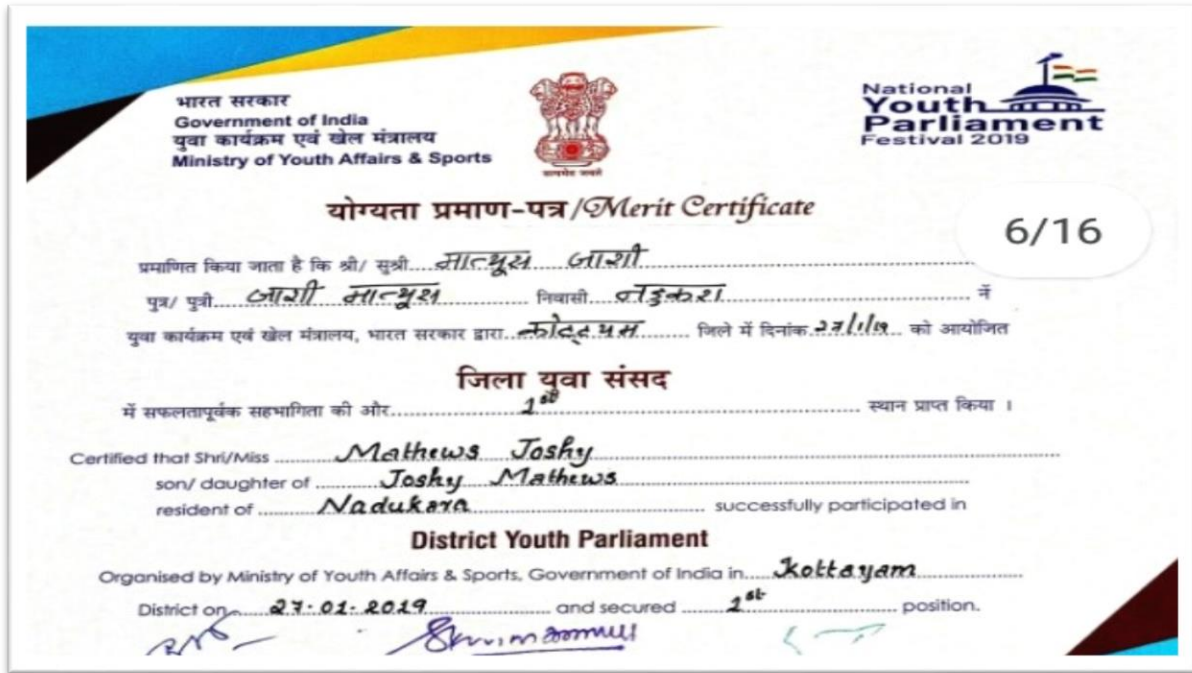 भारत सरकार
Government of India
युवा कार्यक्रम एवं खेल मंत्रालय
Ministry of Youth Affairs & Sports
सत्यमेव जयते
National
Youth
Parliament
Festival 2019
योग्यता प्रमाण-पत्र/Merit Certificate
6/16
प्रमाणित किया जाता है कि श्री/ सुश्री....मात्थूस जोशी
पुत्र/ पुत्री....जोशी मात्थूस निवासी....नडुकरा ने
युवा कार्यक्रम एवं खेल मंत्रालय, भारत सरकार द्वारा....कोट्टयम जिले में दिनांक 27/1/19 को आयोजित
जिला युवा संसद
में सफलतापूर्वक सहभागिता की और....1st स्थान प्राप्त किया ।
Certified that Shri/Miss Mathews Joshy
son/ daughter of Joshy Mathews
resident of Nadukara successfully participated in
District Youth Parliament
Organised by Ministry of Youth Affairs & Sports, Government of India in Kottayam
District on 27.01.2019 and secured 1st position.